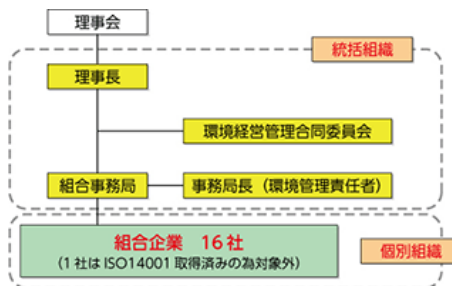 理事会
統括組織
理事長
環境経営管理合同委員会
組合事務局
事務局長（環境管理責任者）
組合企業 16社
（1社はISO14001取得済みの為対象外）
個別組織